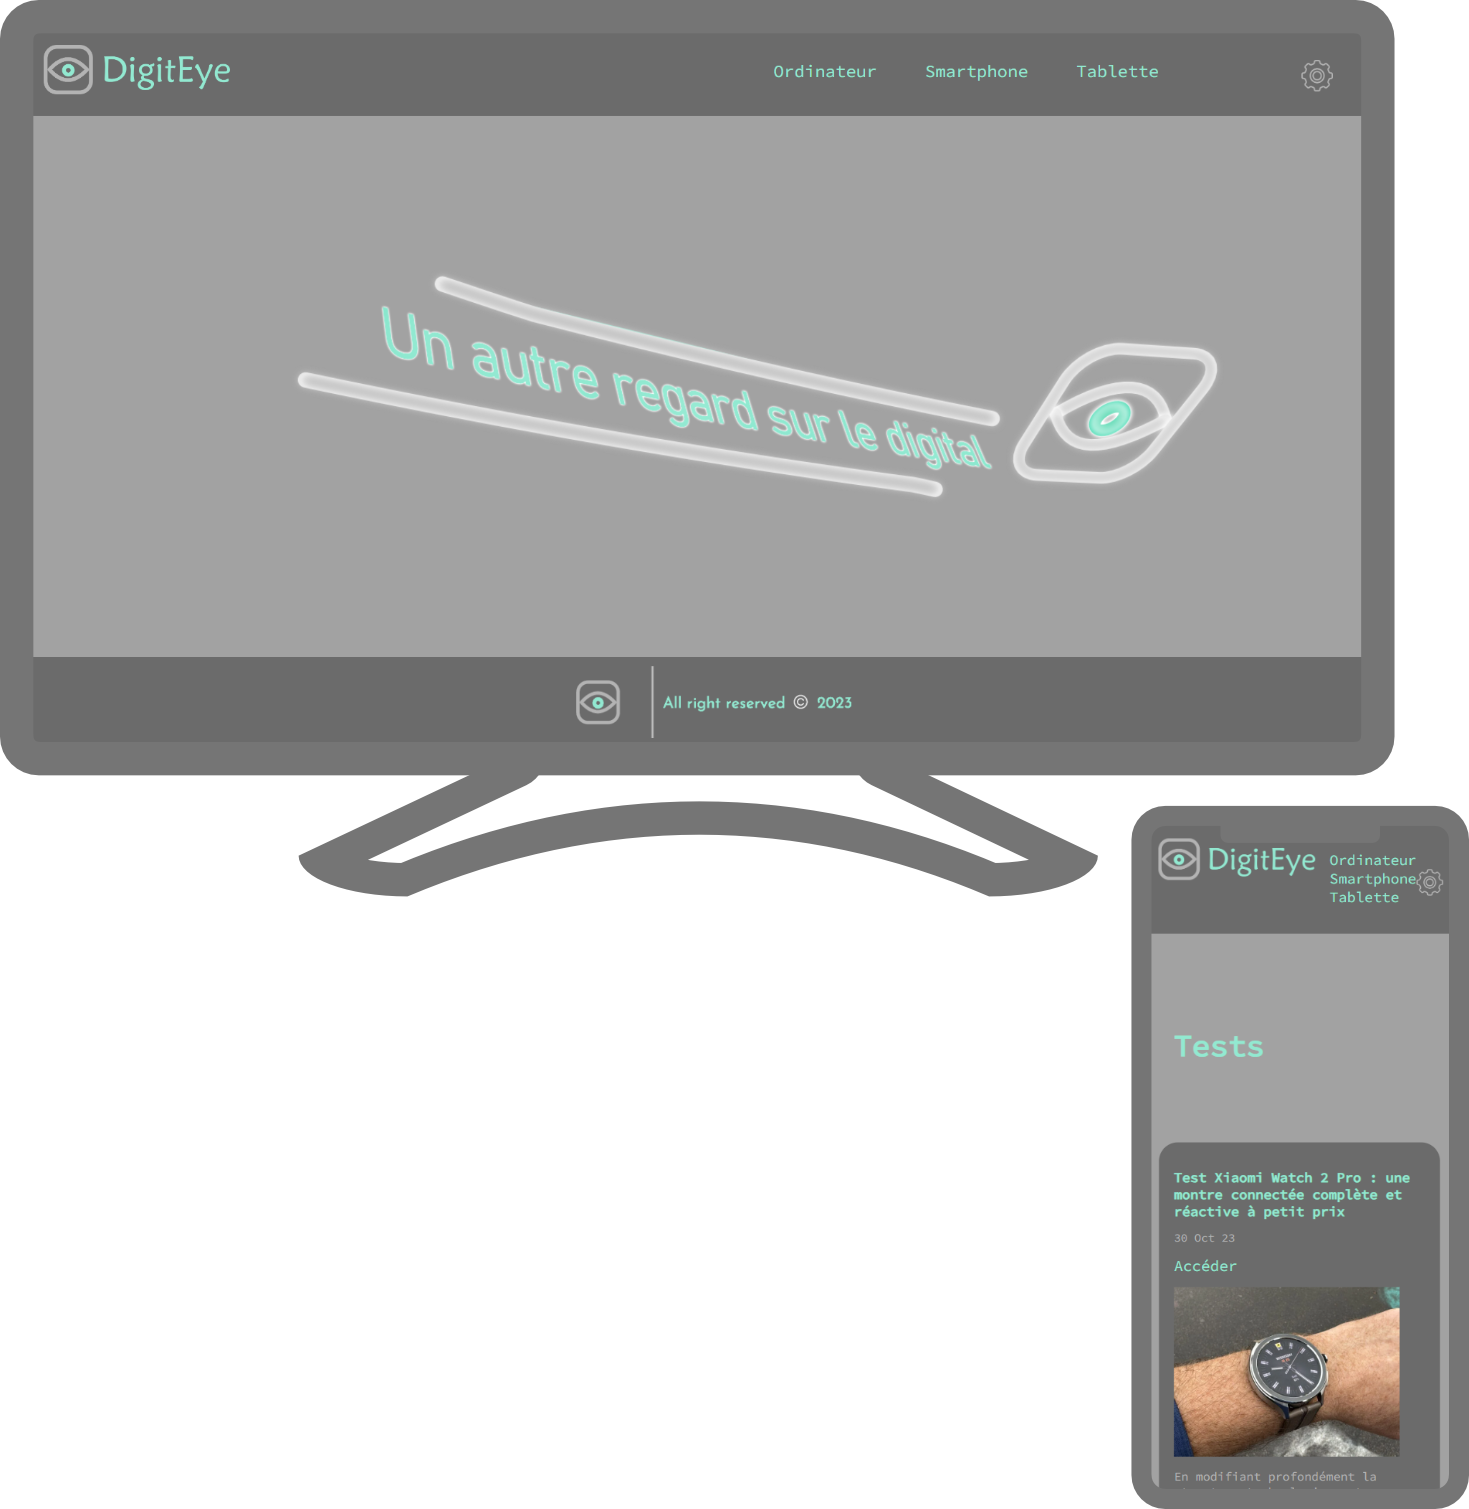 DigitEye
Ordinateur Smartphone Tablette
Un autre regard sur le digital
All right reserved © 2023
DigitEye
Ordinateur
Smartphone
Tablette
Tests
Test Xiaomi Watch 2 Pro : une
montre connectée complète et
réactive à petit prix
30 Oct 23
Accéder
En modifiant profondément la